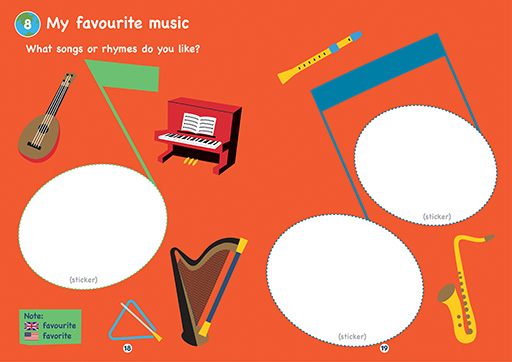 8 My favourite music
What songs or rhymes do you like?
(sticker)
(sticker)
(sticker)
Note:
favourite
favorite
18
19